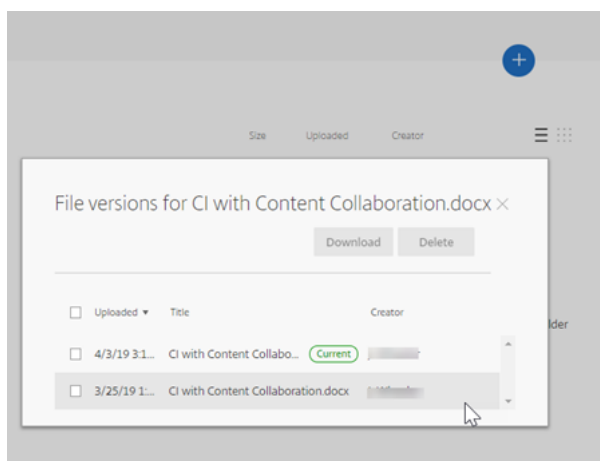 Size Uploaded Creator
File versions for CI with Content Collaboration.docx
Download Delete
Uploaded Title Creator
lder
4/3/19 3:1... CI with Content Collabo... Current
3/25/19 1:... CI with Content Collaboration.docx